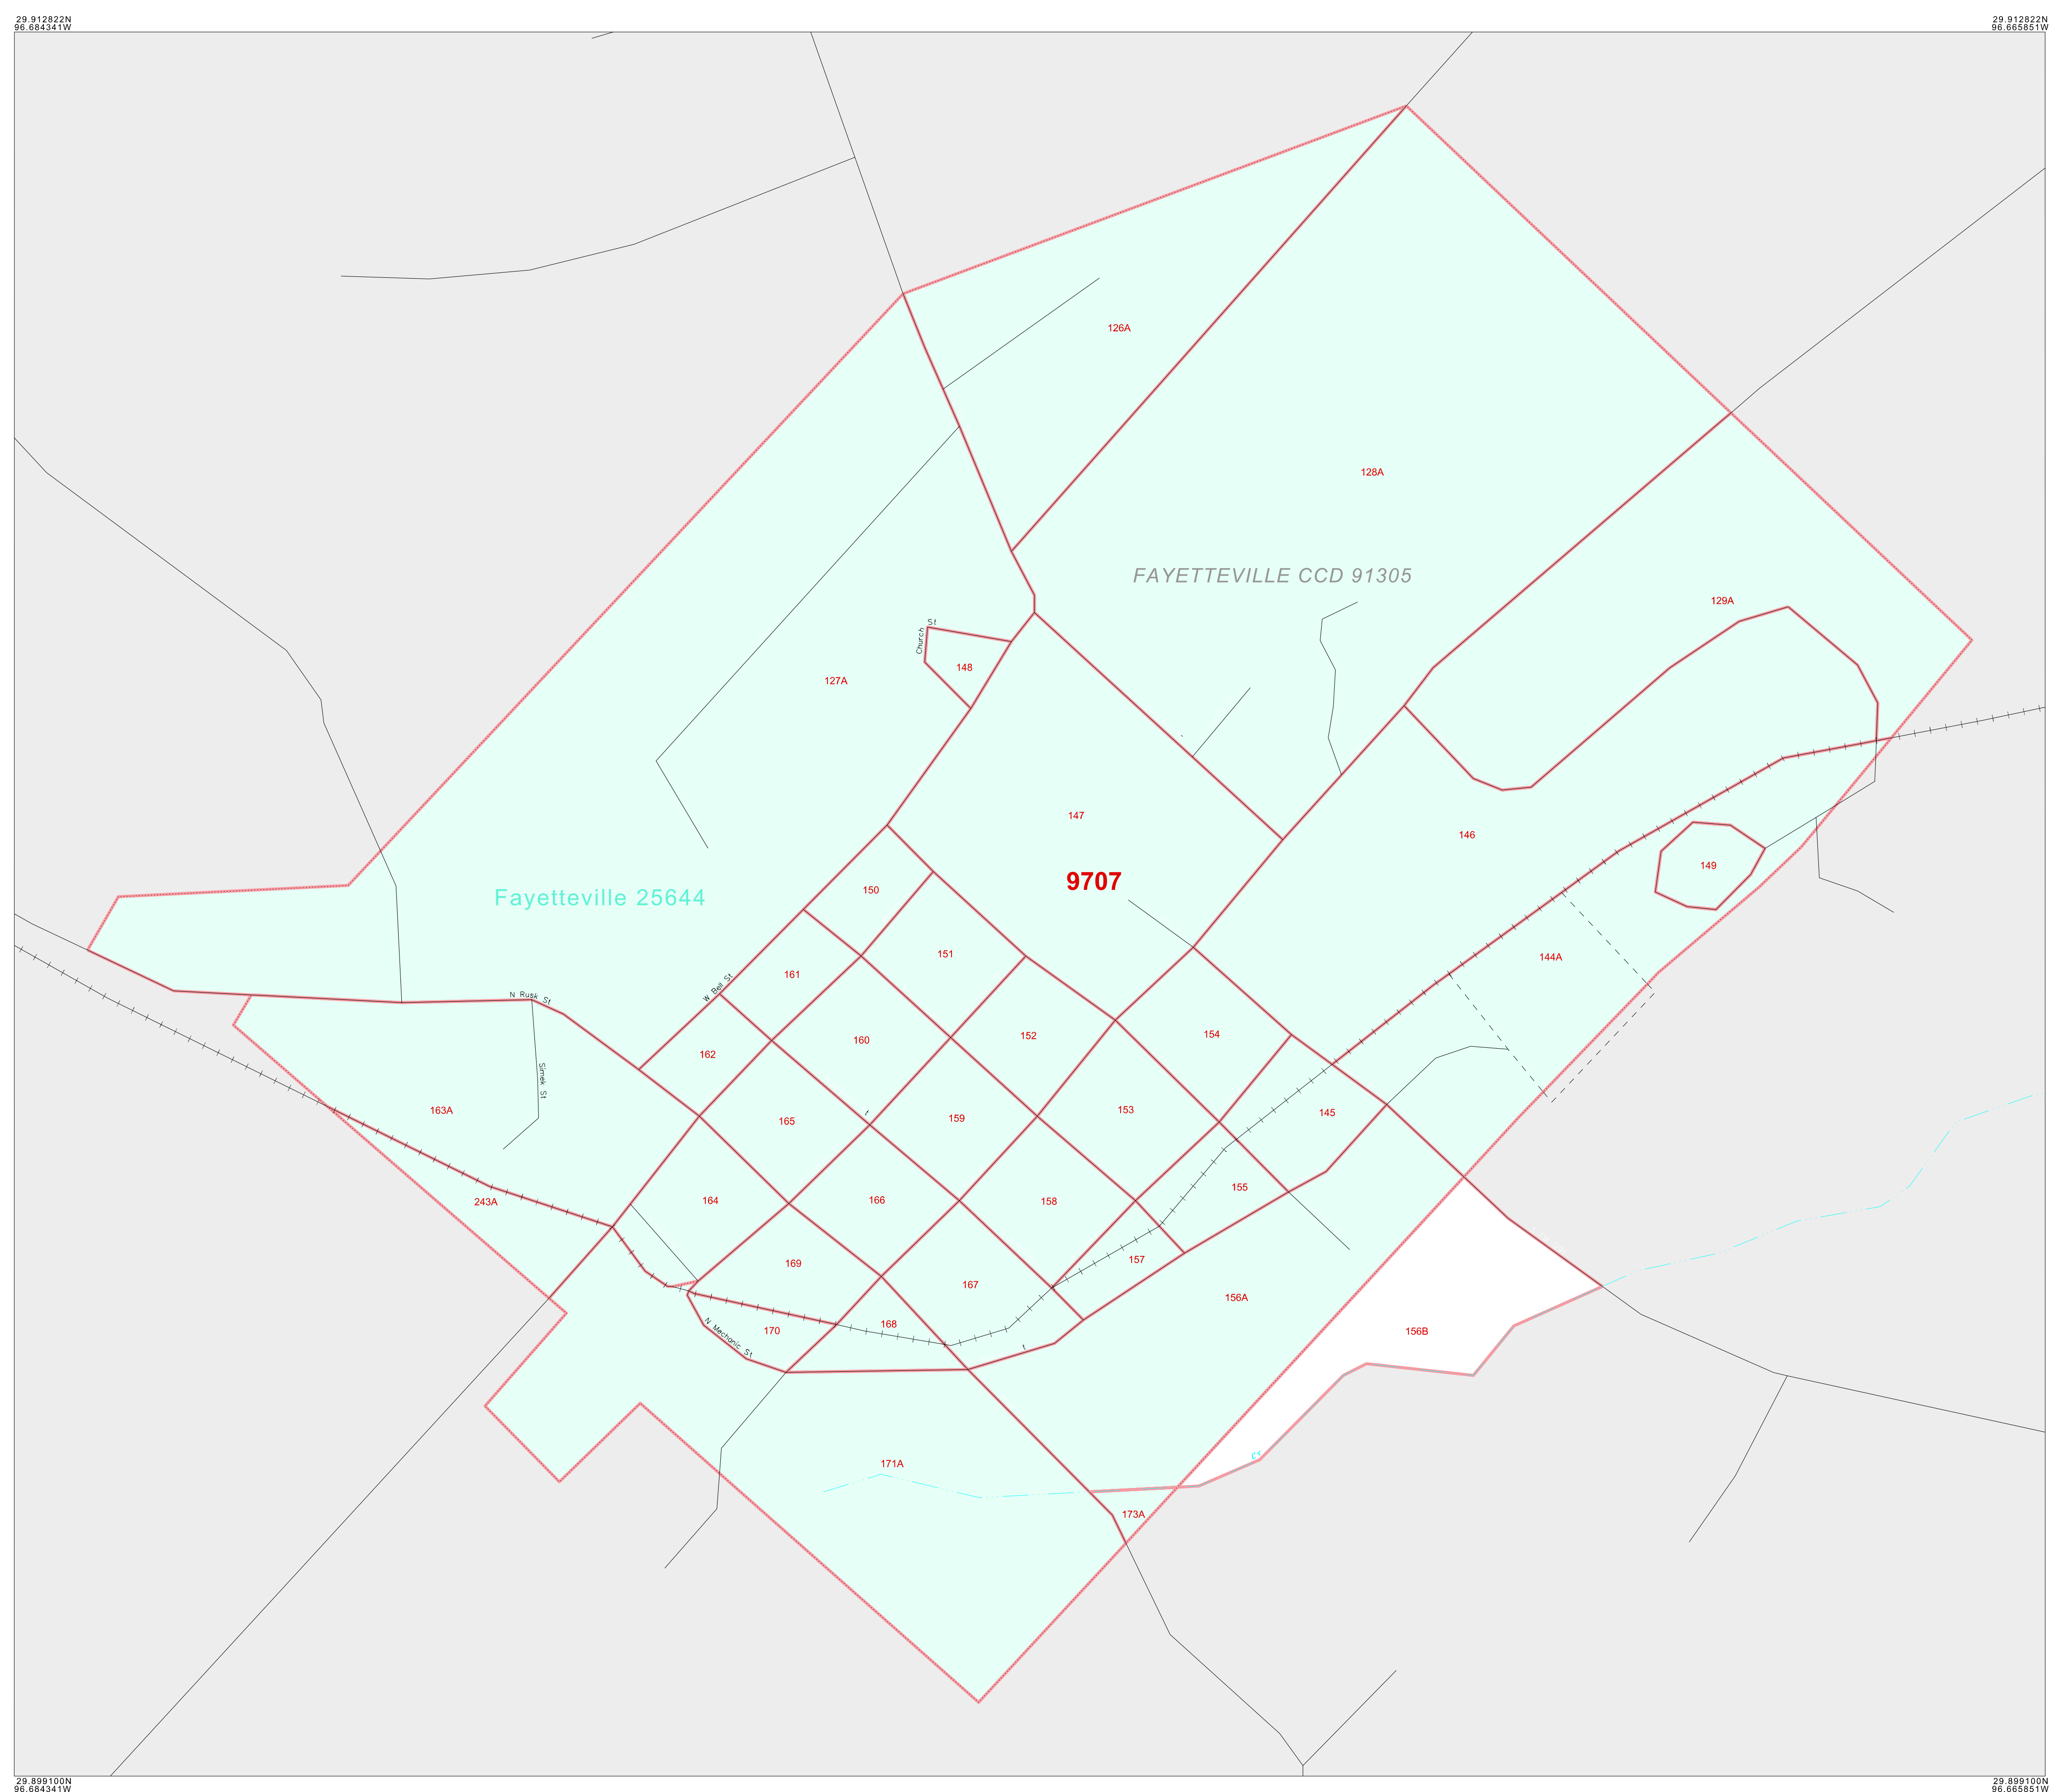 29.912822N
96.684341W
29.912822N
96.665851W
126A
128A
FAYETTEVILLE CCD 91305
129A
Church St
148
127A
147
146
149
9707
150
Fayetteville 25644
151
144A
161
W Bell St
N Rusk St
160
152
154
162
Simek St
163A
165
159
153
145
243A
164
166
158
155
157
169
167
156A
N Mechanic St
170
168
156B
171A
173A
29.899100N
96.684341W
29.899100N
96.665851W